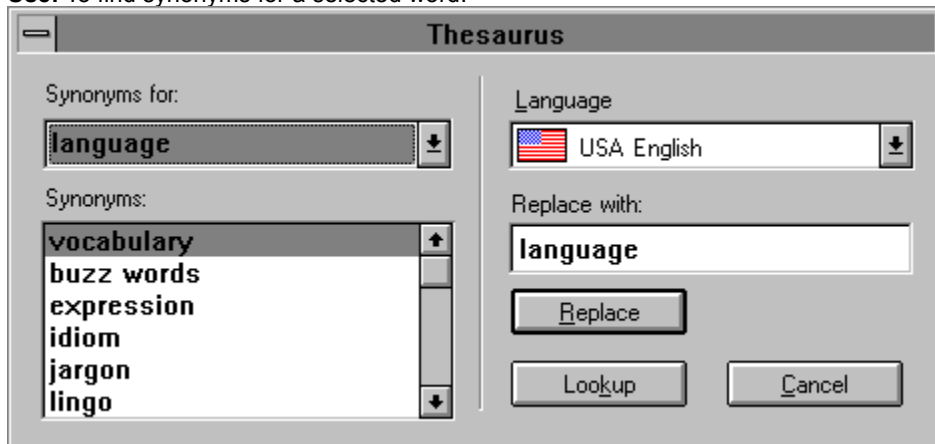 Use: To find synonyms for a selected word.
Thesaurus
Synonyms for:
language
Synonyms:
vocabulary
buzz words
expression
idiom
jargon
lingo
Language
USA English
Replace with:
language
Replace
Lookup
Cancel